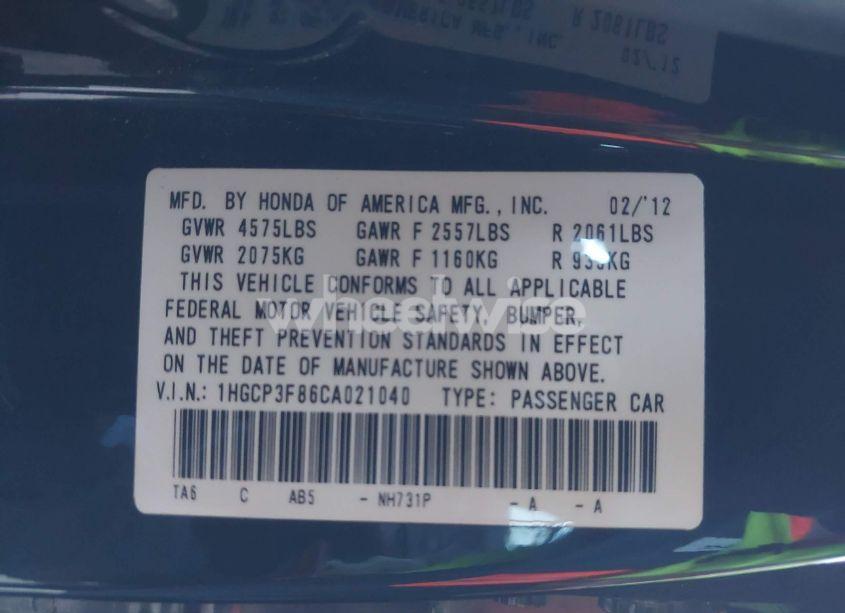 MFD. BY HONDA OF AMERICA MFG., INC. 02/'12
GVWR 4575LBS GAWR F 2557LBS R 2061LBS
GVWR 2075KG GAWR F 1160KG R 935KG
THIS VEHICLE CONFORMS TO ALL APPLICABLE
FEDERAL MOTOR VEHICLE SAFETY, BUMPER,
AND THEFT PREVENTION STANDARDS IN EFFECT
ON THE DATE OF MANUFACTURE SHOWN ABOVE.
V.I.N.: 1HGCP3F86CA021040 TYPE: PASSENGER CAR
TA6 C AB5 - NH731P - A - A
wheelwise